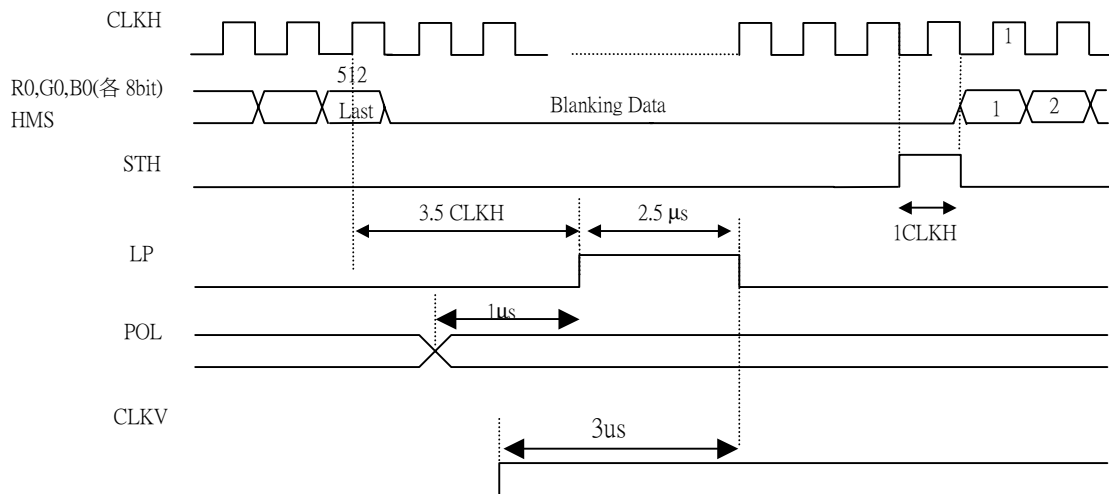 CLKH
1
R0,G0,B0(各 8bit)
HMS
512
Last
Blanking Data
1
2
STH
3.5 CLKH
2.5 μs
1CLKH
LP
1μs
POL
CLKV
3us